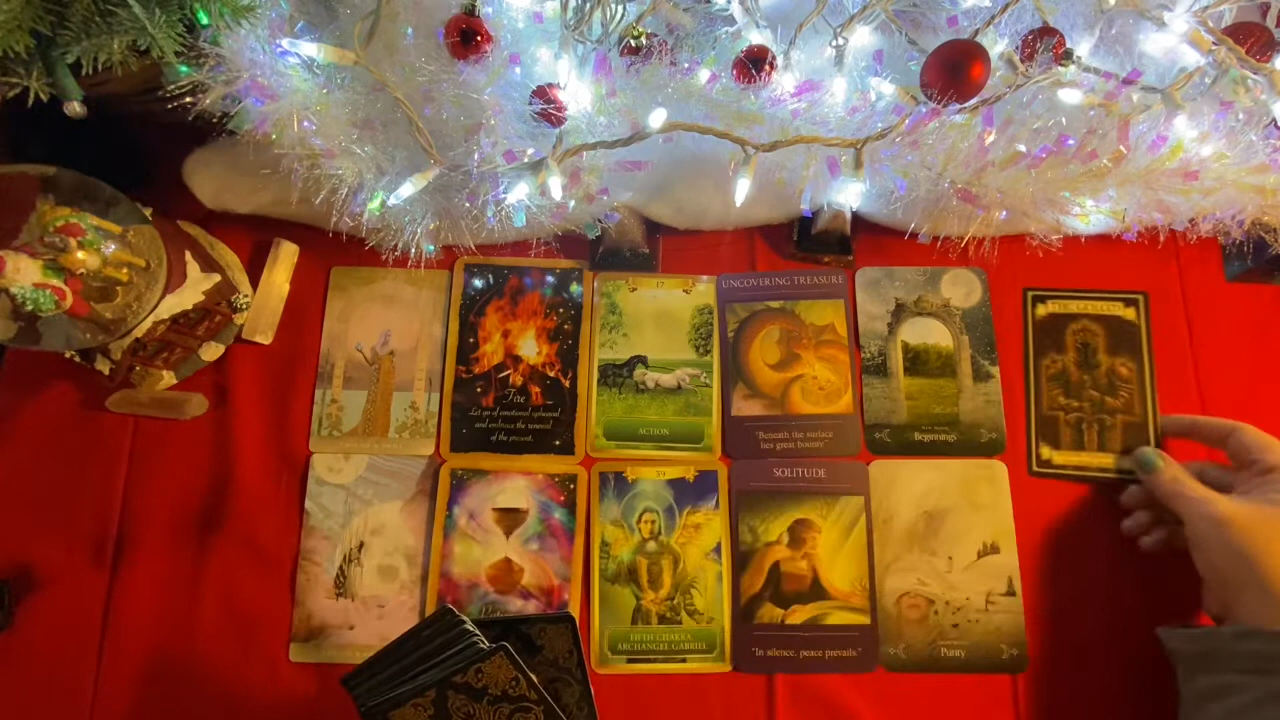 Fire
Let go of emotional upheaval
and embrace the renewal
of the present.
17
ACTION
UNCOVERING TREASURE
"Beneath the surface
lies great bounty."
Beginnings
39
FIFTH CHAKRA
ARCHANGEL GABRIEL
SOLITUDE
"In silence, peace prevails."
Purity